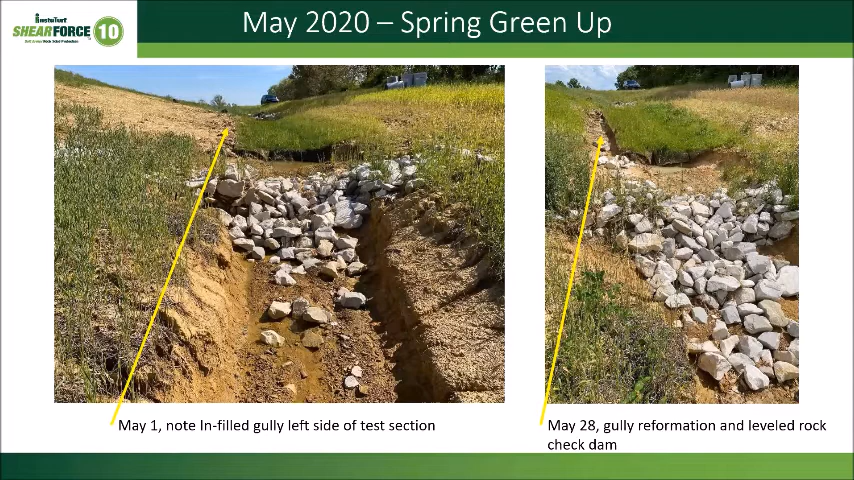 InstaTurf
SHEARFORCE 10
May 2020 – Spring Green Up
May 1, note In-filled gully left side of test section
May 28, gully reformation and leveled rock
check dam